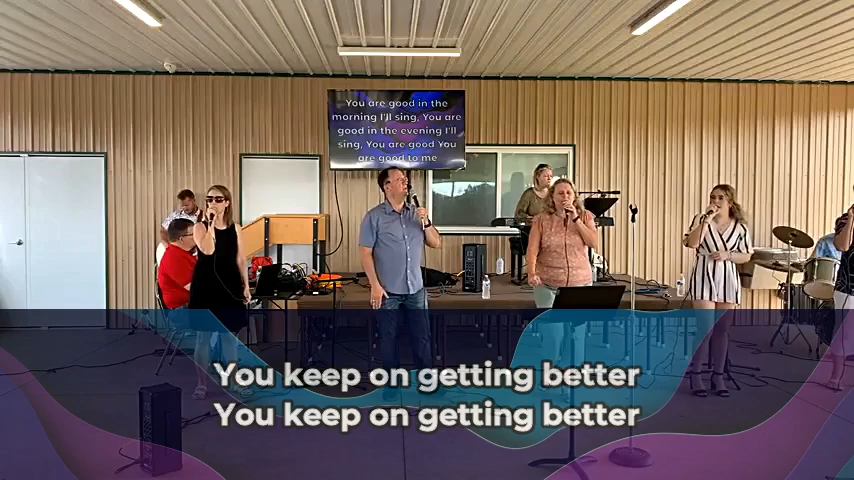 You are good in the
morning I'll sing, You are
good in the evening I'll
sing, You are good You
are good to me
You keep on getting better
You keep on getting better